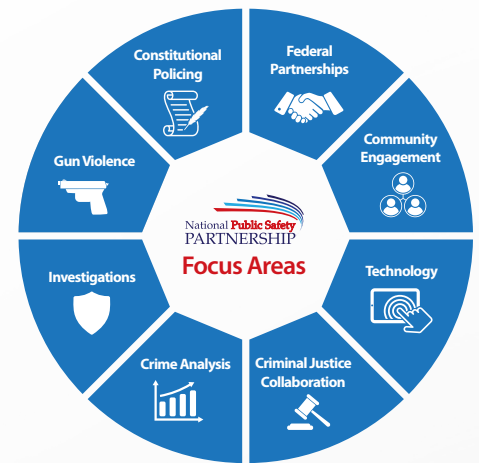 Constitutional
Policing
Federal
Partnerships
Community
Engagement
Technology
Criminal Justice
Collaboration
Crime Analysis
Investigations
Gun Violence
National Public Safety
PARTNERSHIP
Focus Areas